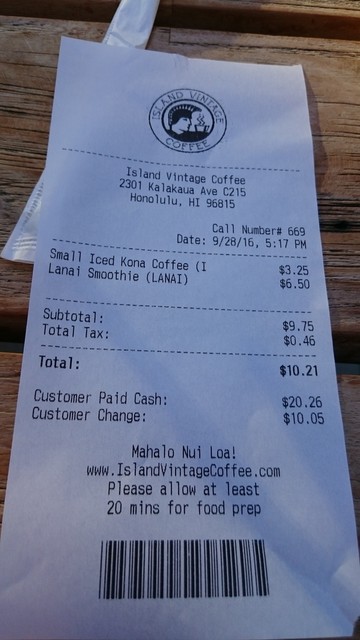 ISLAND VINTAGE
COFFEE
Island Vintage Coffee
2301 Kalakaua Ave C215
Honolulu, HI 96815
Call Number# 669
Date: 9/28/16, 5:17 PM
Small Iced Kona Coffee (I $3.25
Lanai Smoothie (LANAI) $6.50
Subtotal: $9.75
Total Tax: $0.46
Total: $10.21
Customer Paid Cash: $20.26
Customer Change: $10.05
Mahalo Nui Loa!
www.IslandVintageCoffee.com
Please allow at least
20 mins for food prep